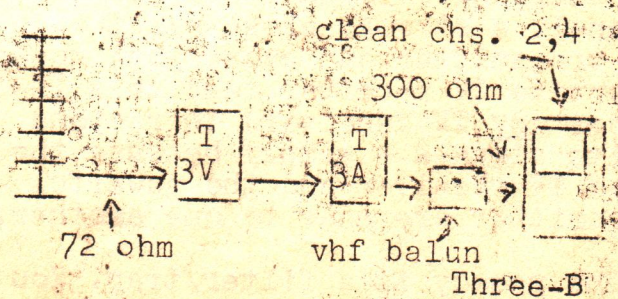 clean chs. 2,4
300 ohm
T
3V
T
3A
72 ohm
vhf balun
Three-B